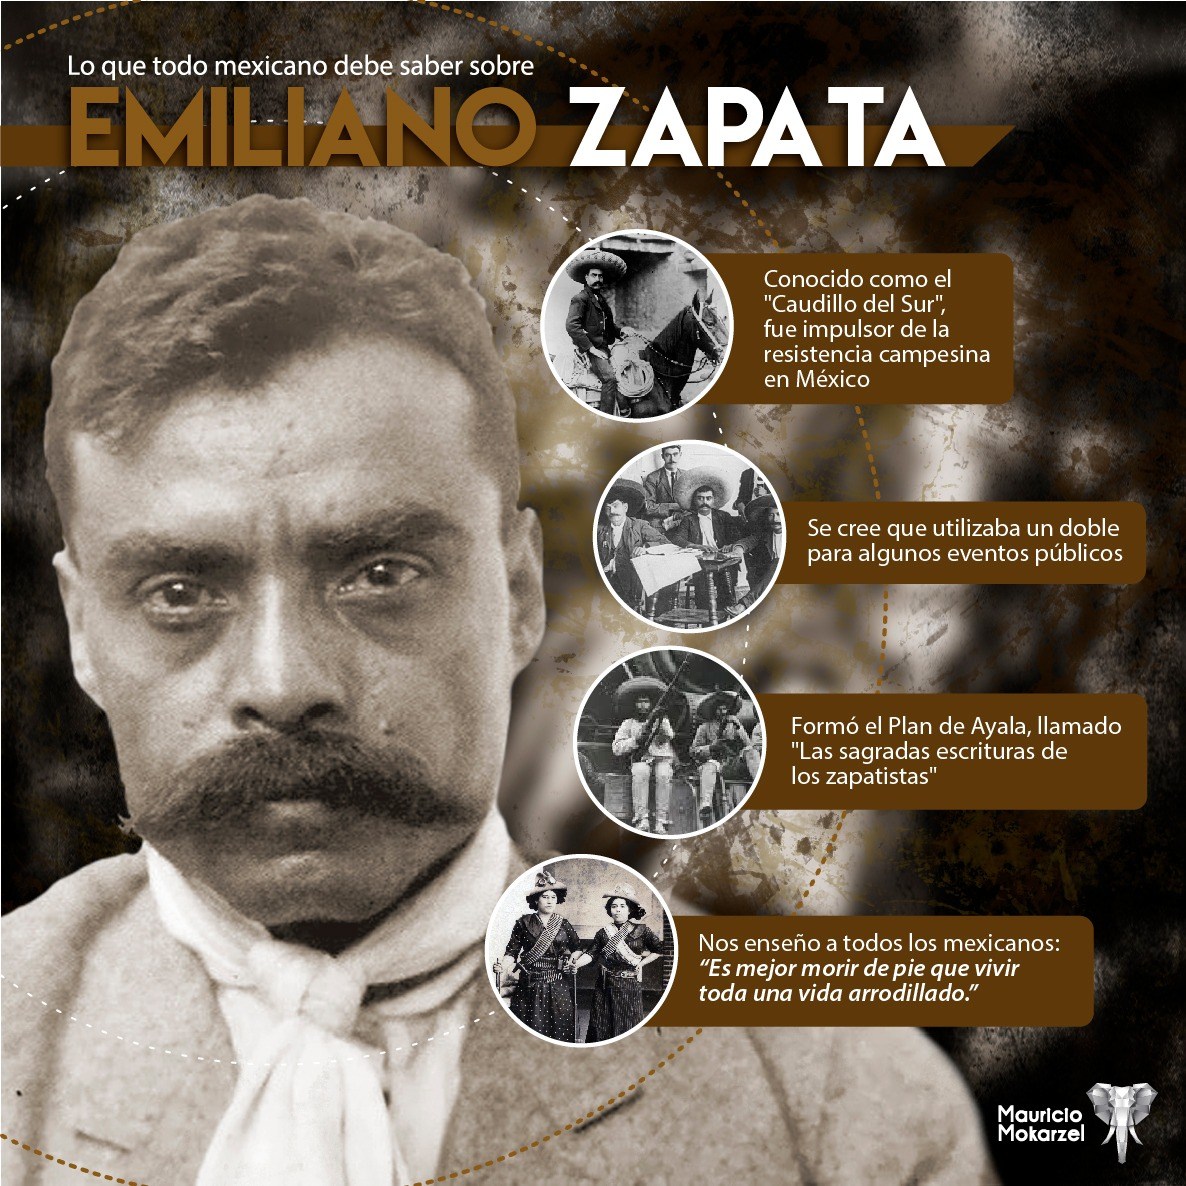 Lo que todo mexicano debe saber sobre
EMILIANO ZAPATA
Conocido como el
"Caudillo del Sur",
fue impulsor de la
resistencia campesina
en México
Se cree que utilizaba un doble
para algunos eventos públicos
Formó el Plan de Ayala, llamado
"Las sagradas escrituras de
los zapatistas"
Nos enseño a todos los mexicanos:
“Es mejor morir de pie que vivir
toda una vida arrodillado.”
Mauricio
Mokarzel